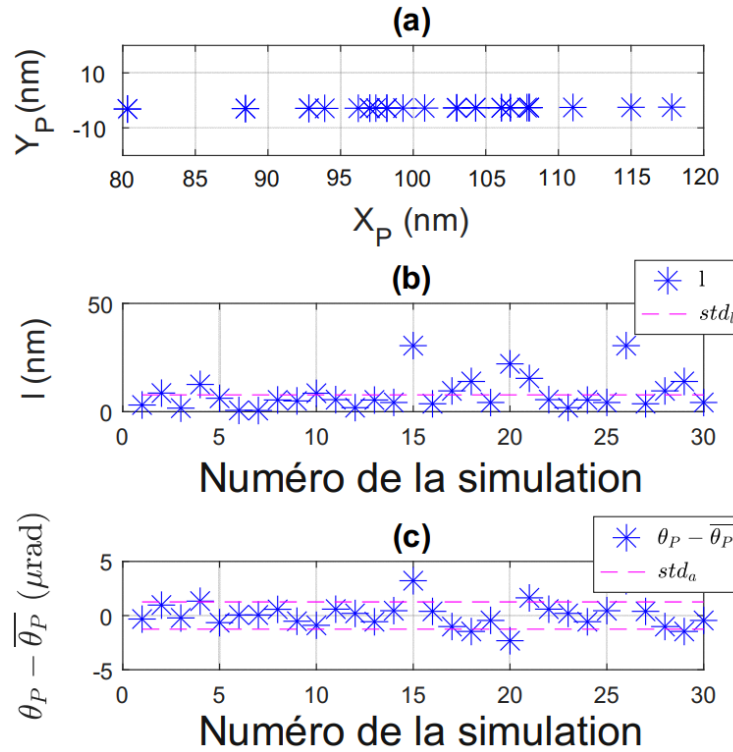 (a)
Y_P(nm)
10
-10
80 85 90 95 100 105 110 115 120
X_P (nm)
(b)
l
std_l
l (nm)
50
0
0 5 10 15 20 25 30
Numéro de la simulation
(c)
θ_P − \overline{θ_P}
std_a
θ_P − \overline{θ_P} (μrad)
5
0
-5
0 5 10 15 20 25 30
Numéro de la simulation